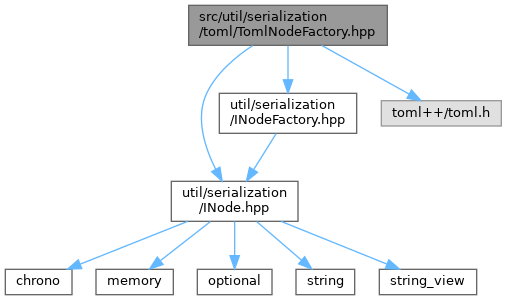 src/util/serialization
/toml/TomlNodeFactory.hpp
util/serialization
/INodeFactory.hpp
toml++/toml.h
util/serialization
/INode.hpp
chrono
memory
optional
string
string_view